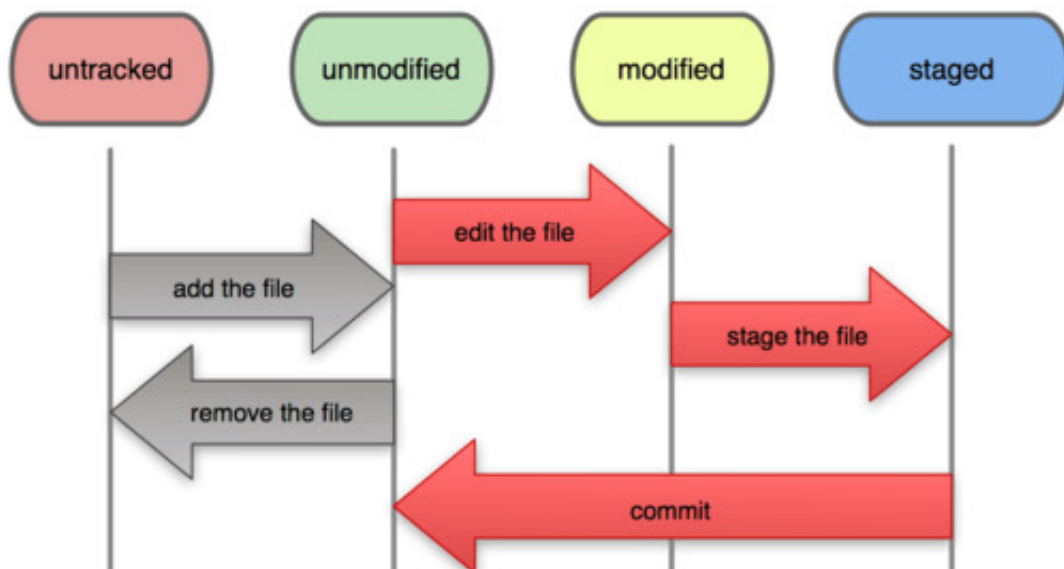 untracked
unmodified
modified
staged
edit the file
add the file
stage the file
remove the file
commit